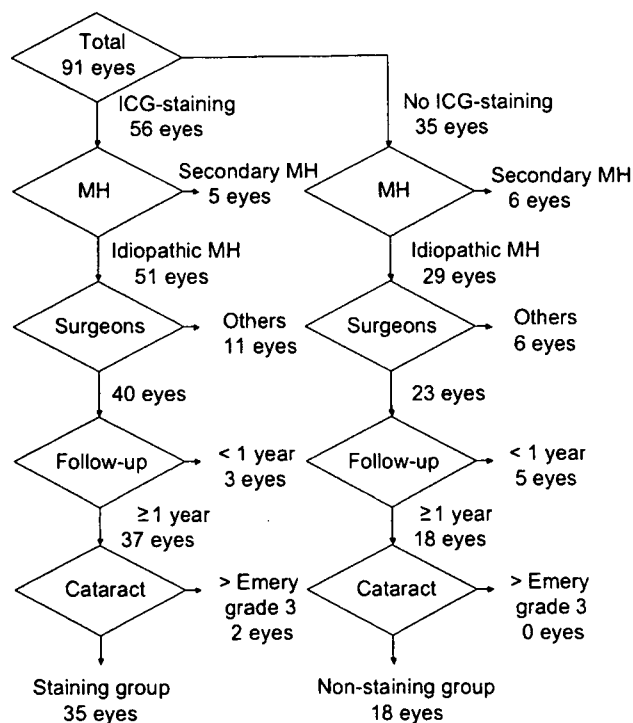 Total
91 eyes
ICG-staining
56 eyes
No ICG-staining
35 eyes
MH
Secondary MH
5 eyes
MH
Secondary MH
6 eyes
Idiopathic MH
51 eyes
Idiopathic MH
29 eyes
Surgeons
Others
11 eyes
Surgeons
Others
6 eyes
40 eyes
23 eyes
Follow-up
< 1 year
3 eyes
Follow-up
< 1 year
5 eyes
≥1 year
37 eyes
≥1 year
18 eyes
Cataract
> Emery
grade 3
2 eyes
Cataract
> Emery
grade 3
0 eyes
Staining group
35 eyes
Non-staining group
18 eyes